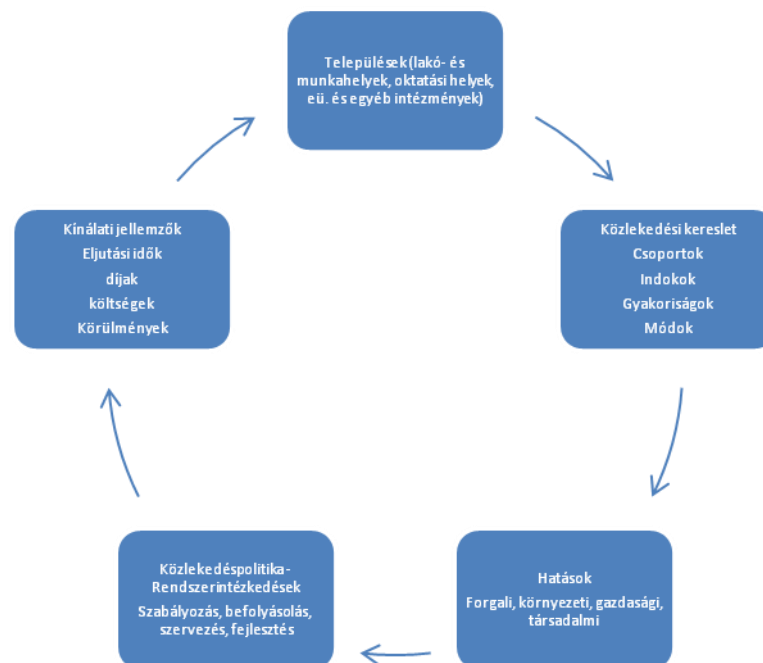 Települések (lakó- és
munkahelyek, oktatási helyek,
eü. és egyéb intézmények)
Közlekedési kereslet
Csoportok
Indokok
Gyakoriságok
Módok
Hatások
Forgali, környezeti, gazdasági,
társadalmi
Közlekedéspolitika-
Rendszerintézkedések
Szabályozás, befolyásolás,
szervezés, fejlesztés
Kínálati jellemzők
Eljutási idők
díjak
költségek
Körülmények